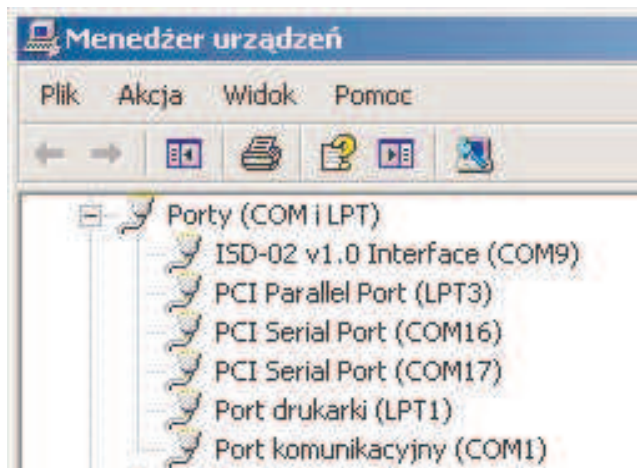 Menedżer urządzeń
Plik Akcja Widok Pomoc
Porty (COM i LPT)
ISD-02 v1.0 Interface (COM9)
PCI Parallel Port (LPT3)
PCI Serial Port (COM16)
PCI Serial Port (COM17)
Port drukarki (LPT1)
Port komunikacyjny (COM1)